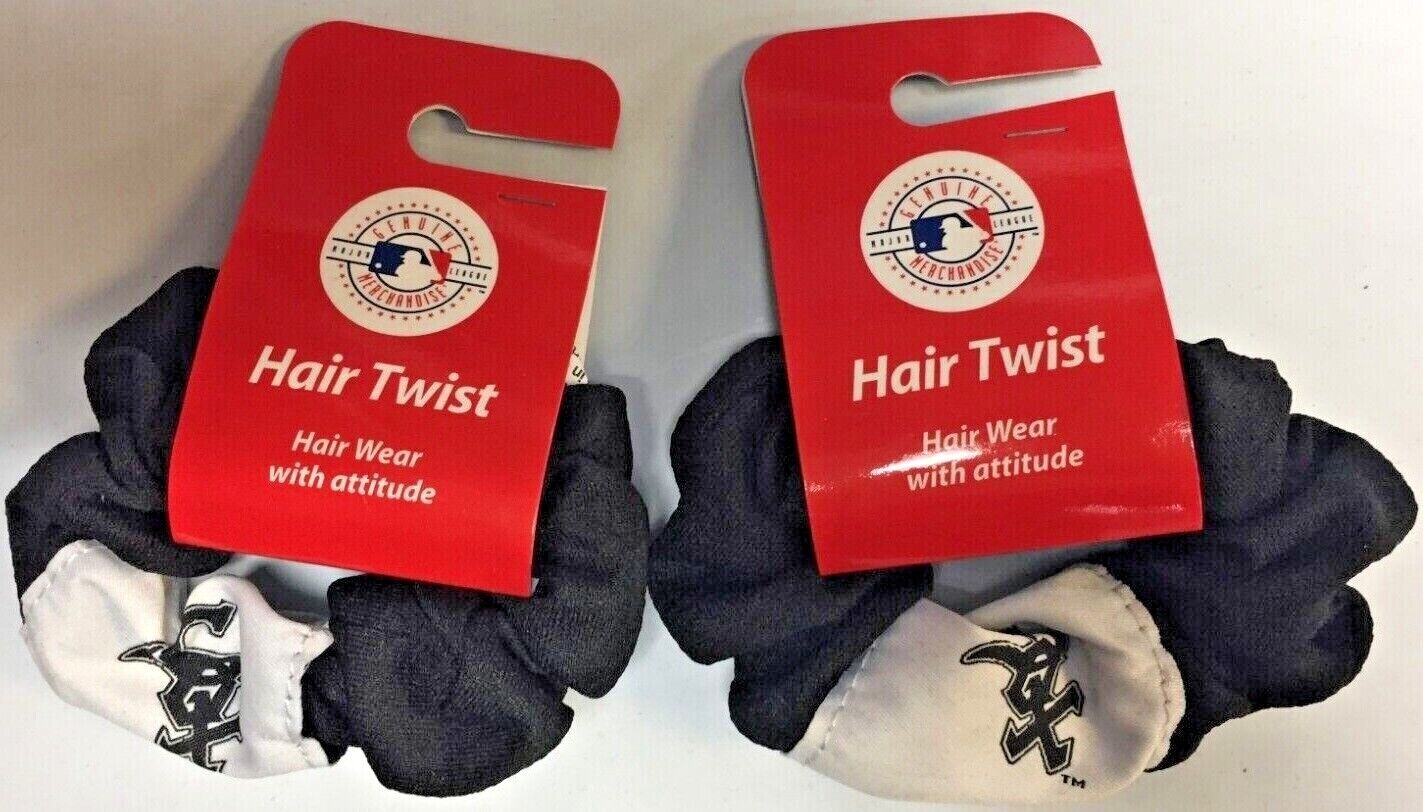 GENUINE
MAJOR LEAGUE
MERCHANDISE
Hair Twist
Hair Wear
with attitude
GENUINE
MAJOR LEAGUE
MERCHANDISE
Hair Twist
Hair Wear
with attitude
SOX
TM